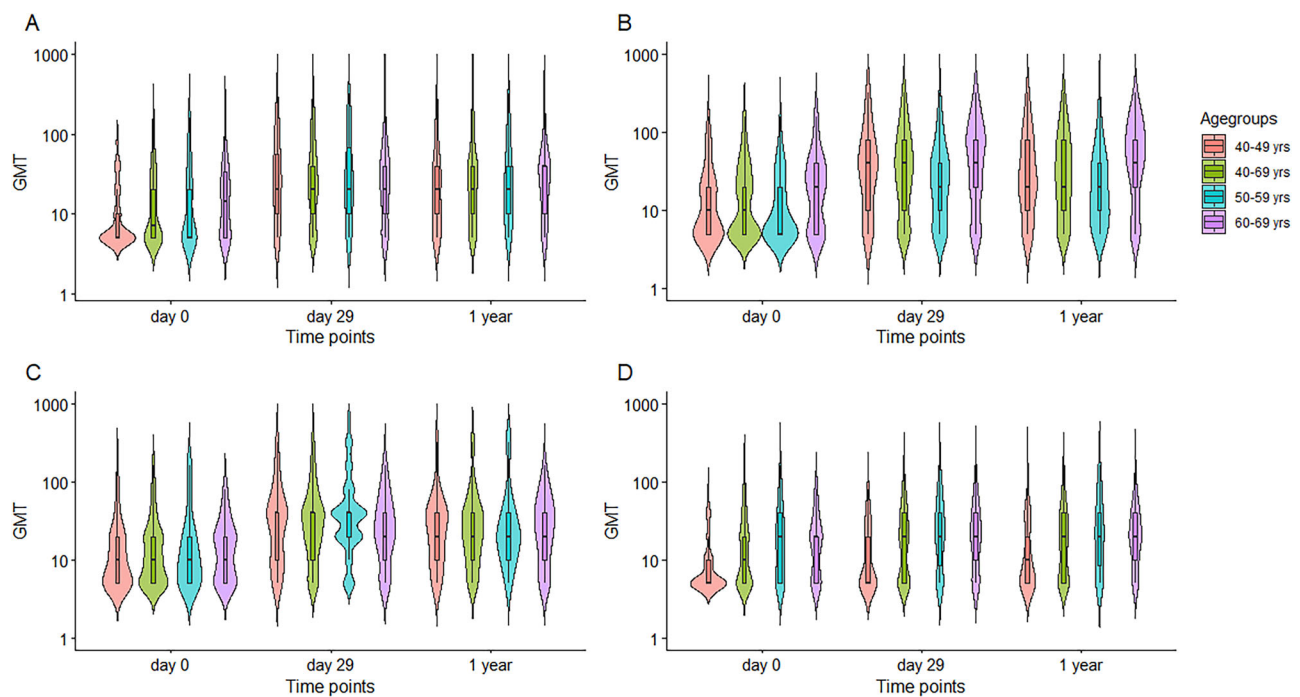 A
1000
100
10
1
GMT
day 0
day 29
1 year
Time points
B
1000
100
10
1
GMT
day 0
day 29
1 year
Time points
Agegroups
40-49 yrs
40-69 yrs
50-59 yrs
60-69 yrs
C
1000
100
10
1
GMT
day 0
day 29
1 year
Time points
D
1000
100
10
1
GMT
day 0
day 29
1 year
Time points